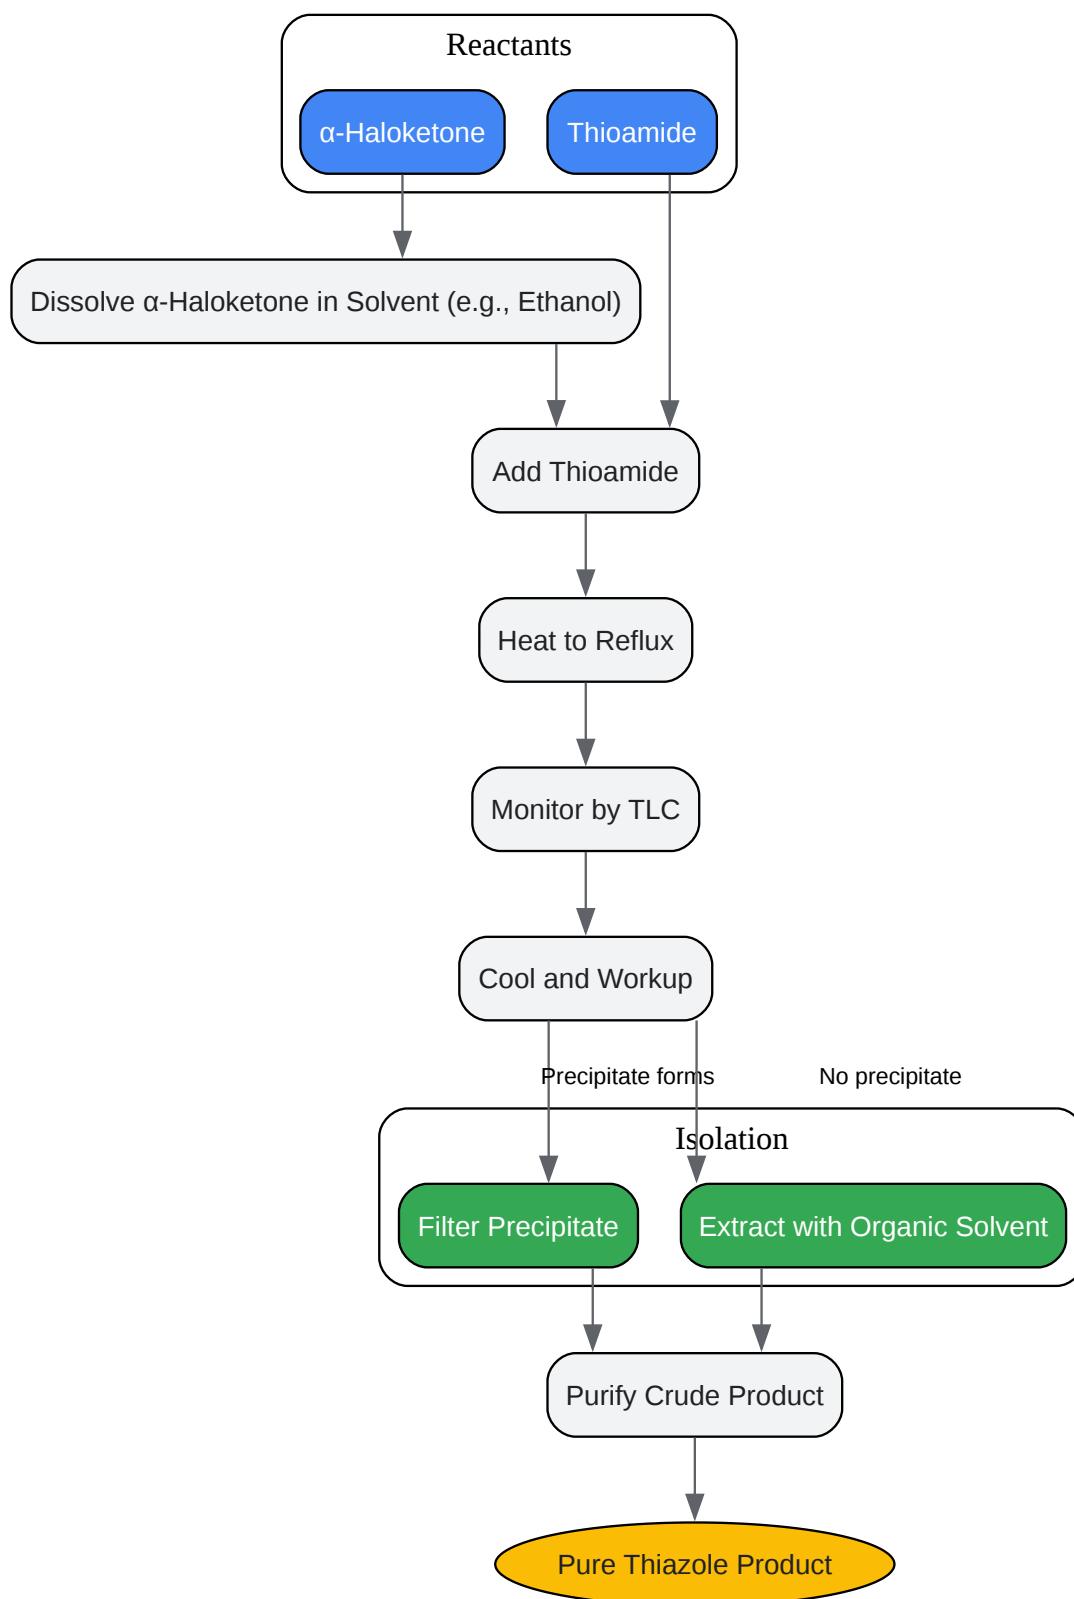 Reactants
α-Haloketone
Thioamide
Dissolve α-Haloketone in Solvent (e.g., Ethanol)
Add Thioamide
Heat to Reflux
Monitor by TLC
Cool and Workup
Precipitate forms
No precipitate
Isolation
Filter Precipitate
Extract with Organic Solvent
Purify Crude Product
Pure Thiazole Product